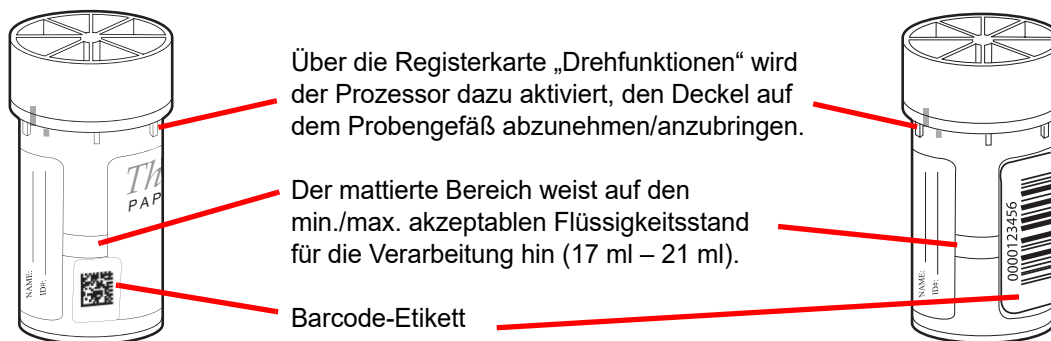 Über die Registerkarte „Drehfunktionen“ wird
der Prozessor dazu aktiviert, den Deckel auf
dem Probengefäß abzunehmen/anzubringen.
Der mattierte Bereich weist auf den
min./max. akzeptablen Flüssigkeitsstand
für die Verarbeitung hin (17 ml – 21 ml).
Barcode-Etikett
Th
PAP
NAME:
ID#:
NAME:
ID#:
0000123456